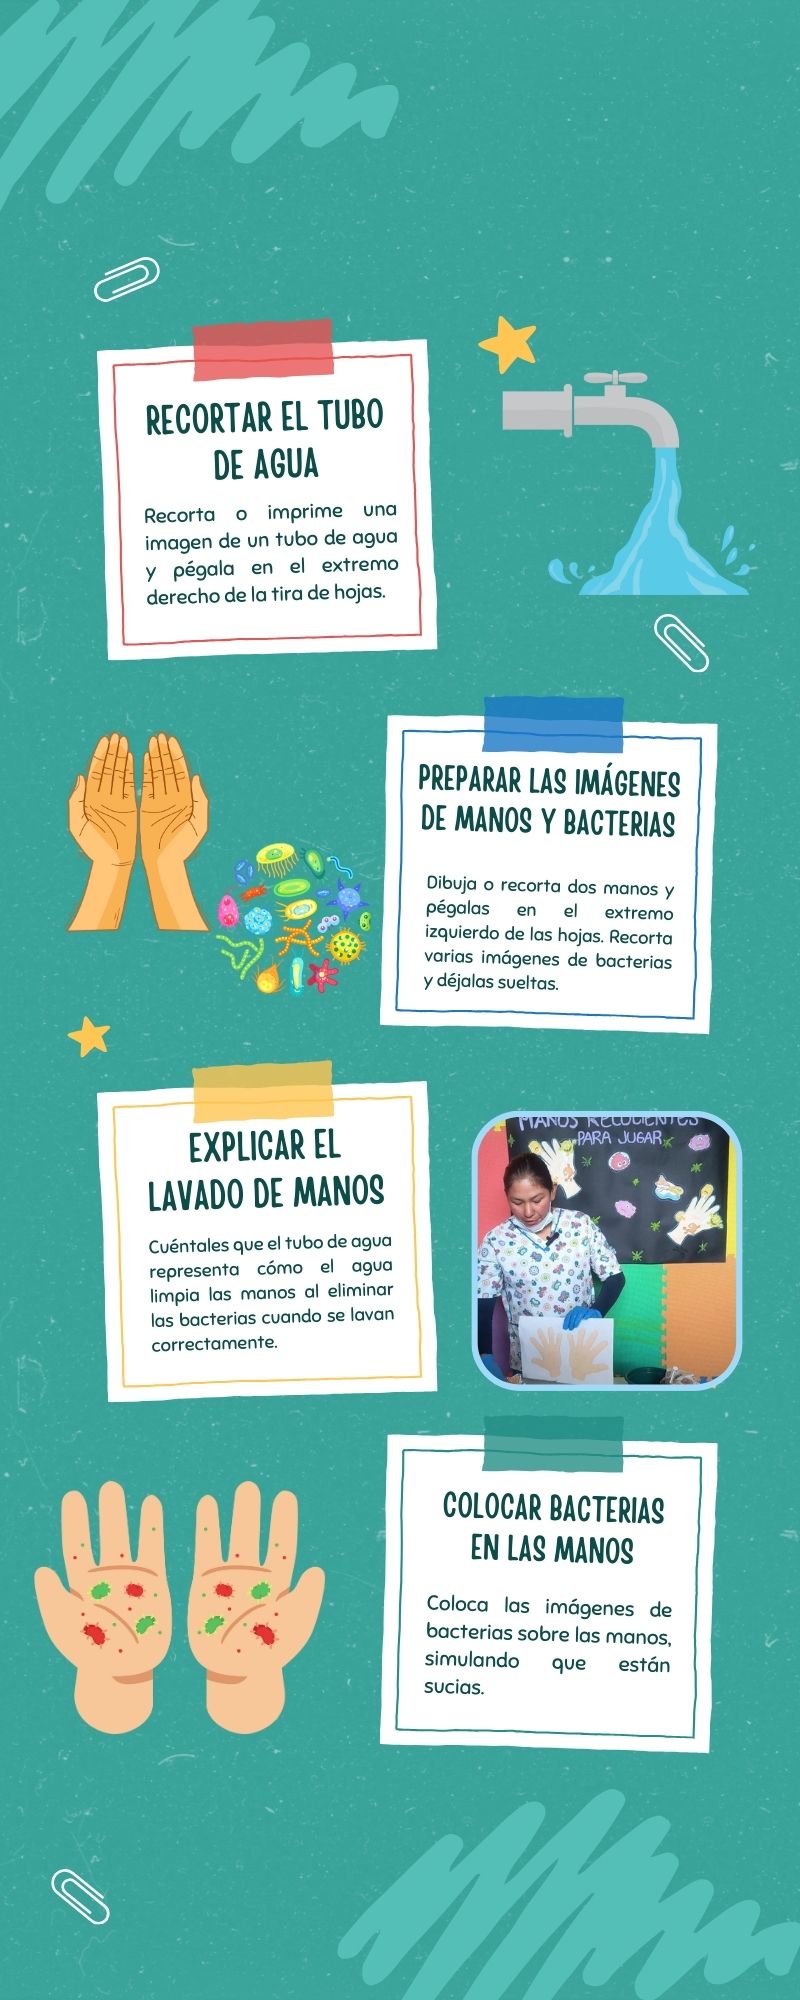 RECORTAR EL TUBO
DE AGUA
Recorta o imprime una
imagen de un tubo de agua
y pégala en el extremo
derecho de la tira de hojas.
PREPARAR LAS IMÁGENES
DE MANOS Y BACTERIAS
Dibuja o recorta dos manos y
pégalas en el extremo
izquierdo de las hojas. Recorta
varias imágenes de bacterias
y déjalas sueltas.
EXPLICAR EL
LAVADO DE MANOS
Cuéntales que el tubo de agua
representa cómo el agua
limpia las manos al eliminar
las bacterias cuando se lavan
correctamente.
MANOS RELUCIENTES
PARA JUGAR
COLOCAR BACTERIAS
EN LAS MANOS
Coloca las imágenes de
bacterias sobre las manos,
simulando que están
sucias.